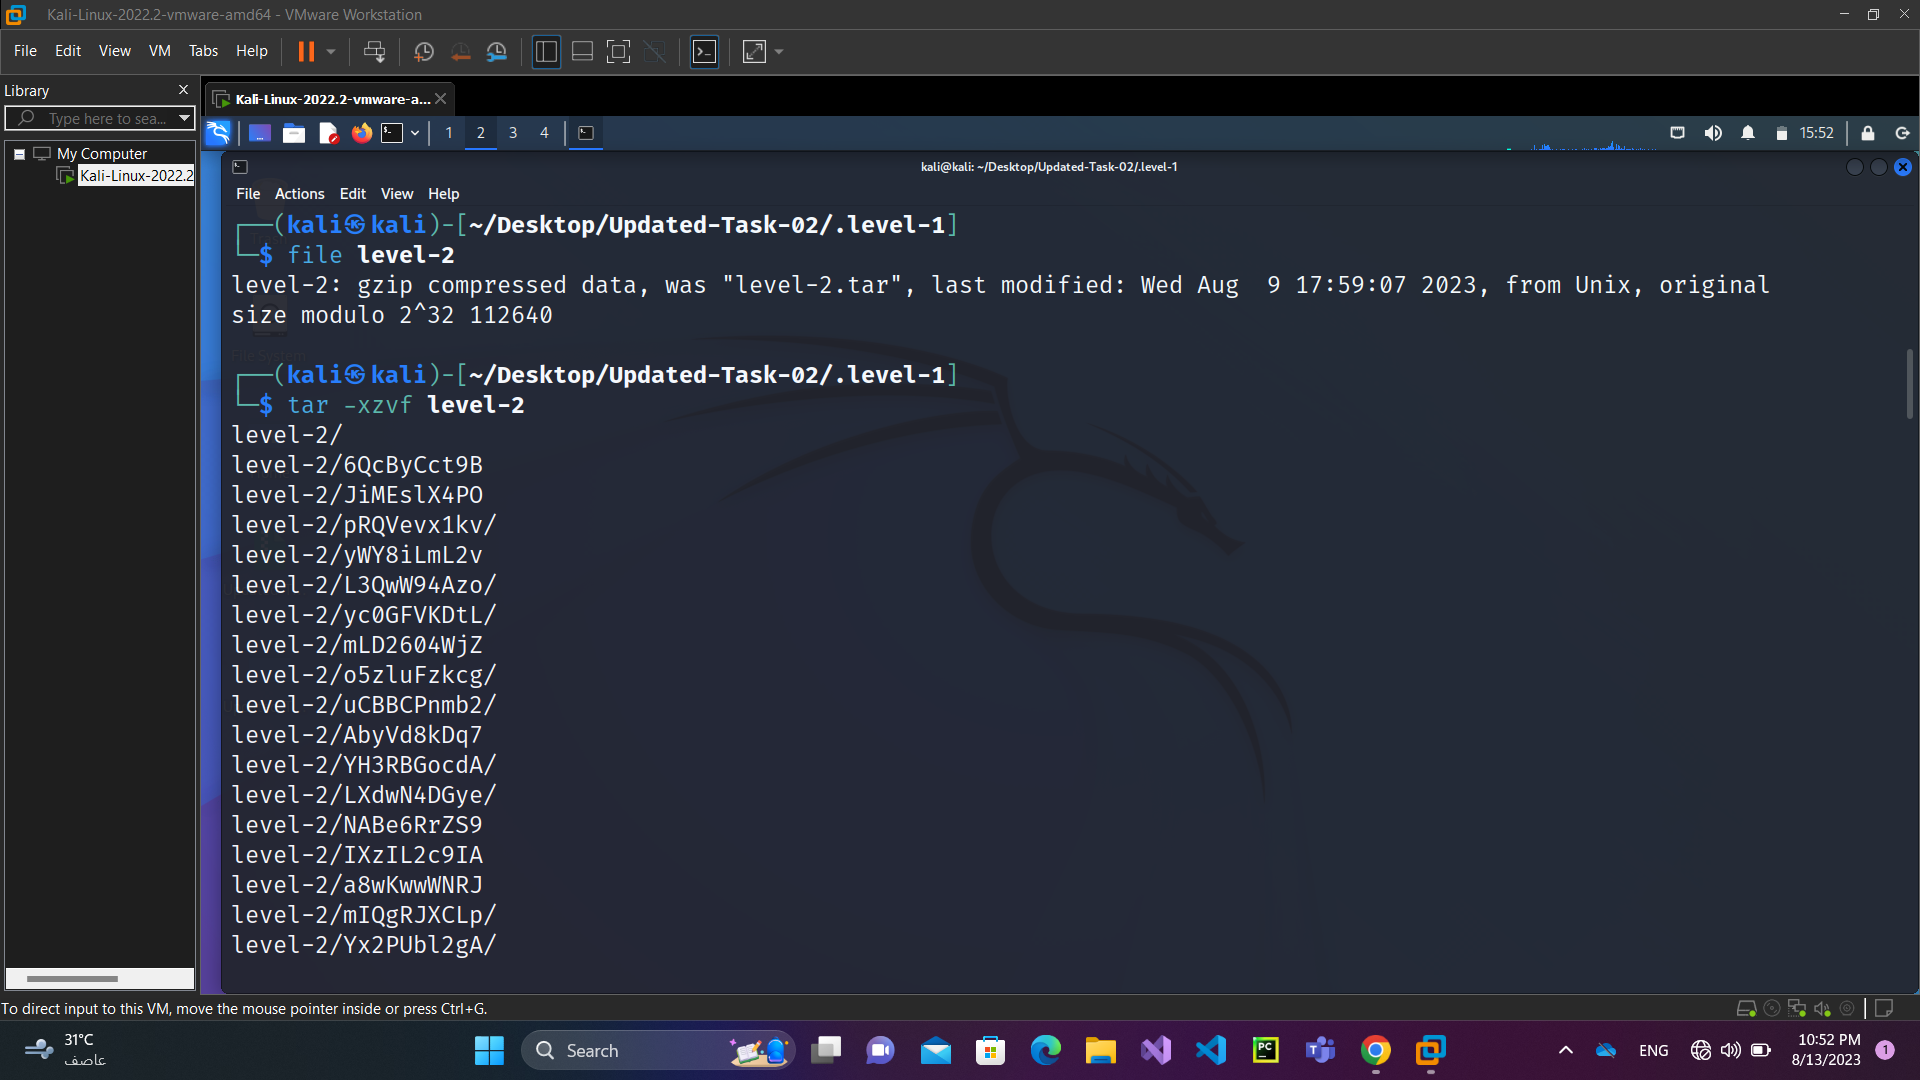 Kali-Linux-2022.2-vmware-amd64 - VMware Workstation
File Edit View VM Tabs Help
Library
Kali-Linux-2022.2-vmware-a...
Type here to sea...
1 2 3 4
15:52
My Computer
Kali-Linux-2022.2
kali@kali: ~/Desktop/Updated-Task-02/.level-1
File Actions Edit View Help
(kali㉿kali)-[~/Desktop/Updated-Task-02/.level-1]
$ file level-2
level-2: gzip compressed data, was "level-2.tar", last modified: Wed Aug  9 17:59:07 2023, from Unix, original
size modulo 2^32 112640
File System
(kali㉿kali)-[~/Desktop/Updated-Task-02/.level-1]
$ tar -xzvf level-2
level-2/
level-2/6QcByCct9B
level-2/JiMEslX4PO
level-2/pRQVevx1kv/
level-2/yWY8iLmL2v
level-2/L3QwW94Azo/
level-2/yc0GFVKDtL/
level-2/mLD2604WjZ
level-2/o5zluFzkcg/
level-2/uCBBCPnmb2/
level-2/AbyVd8kDq7
level-2/YH3RBGocdA/
level-2/LXdwN4DGye/
level-2/NABe6RrZS9
level-2/IXzIL2c9IA
level-2/a8wKwwWNRJ
level-2/mIQgRJXCLp/
level-2/Yx2PUbl2gA/
To direct input to this VM, move the mouse pointer inside or press Ctrl+G.
31°C
عاصف
Search
PC
ENG
10:52 PM
8/13/2023
1